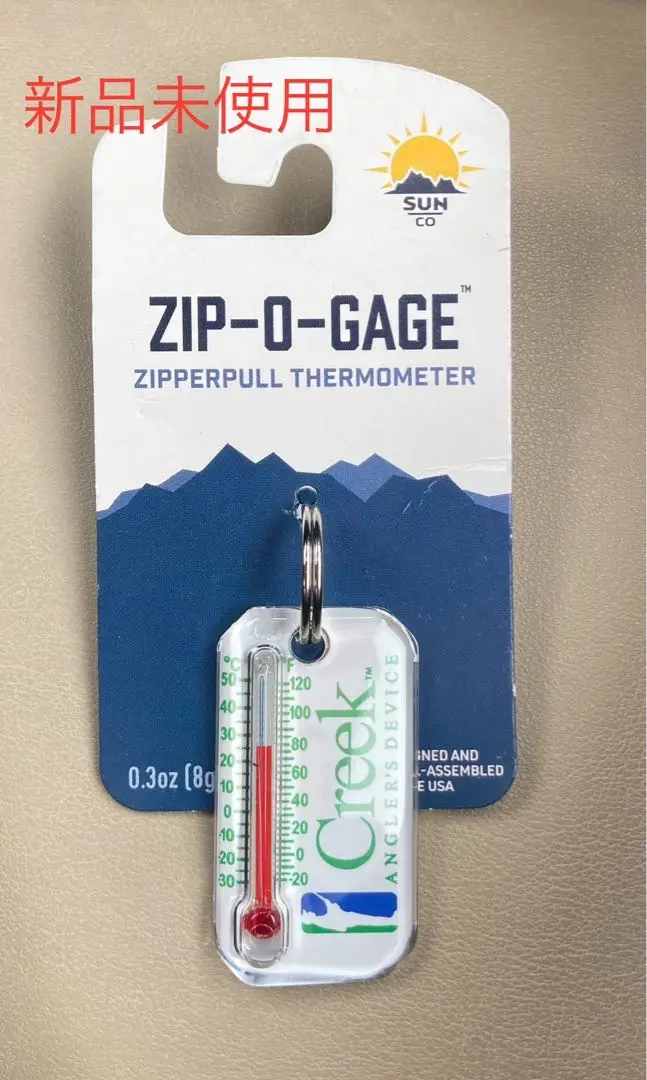 新品未使用
SUN
CO
ZIP-O-GAGE™
ZIPPERPULL THERMOMETER
0.3oz (8g
GNED AND
-ASSEMBLED
E USA
°C
50
40
30
20
10
0
-10
-20
-30
°F
120
100
80
60
40
20
0
-20
Creek™
ANGLER'S DEVICE